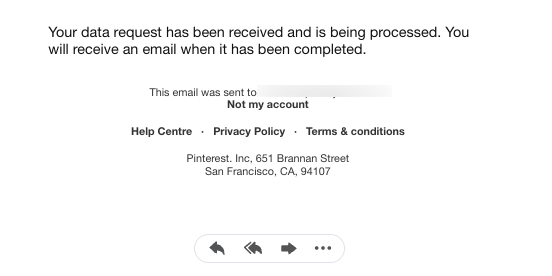 Your data request has been received and is being processed. You
will receive an email when it has been completed.
This email was sent to
Not my account
Help Centre · Privacy Policy · Terms & conditions
Pinterest. Inc, 651 Brannan Street
San Francisco, CA, 94107